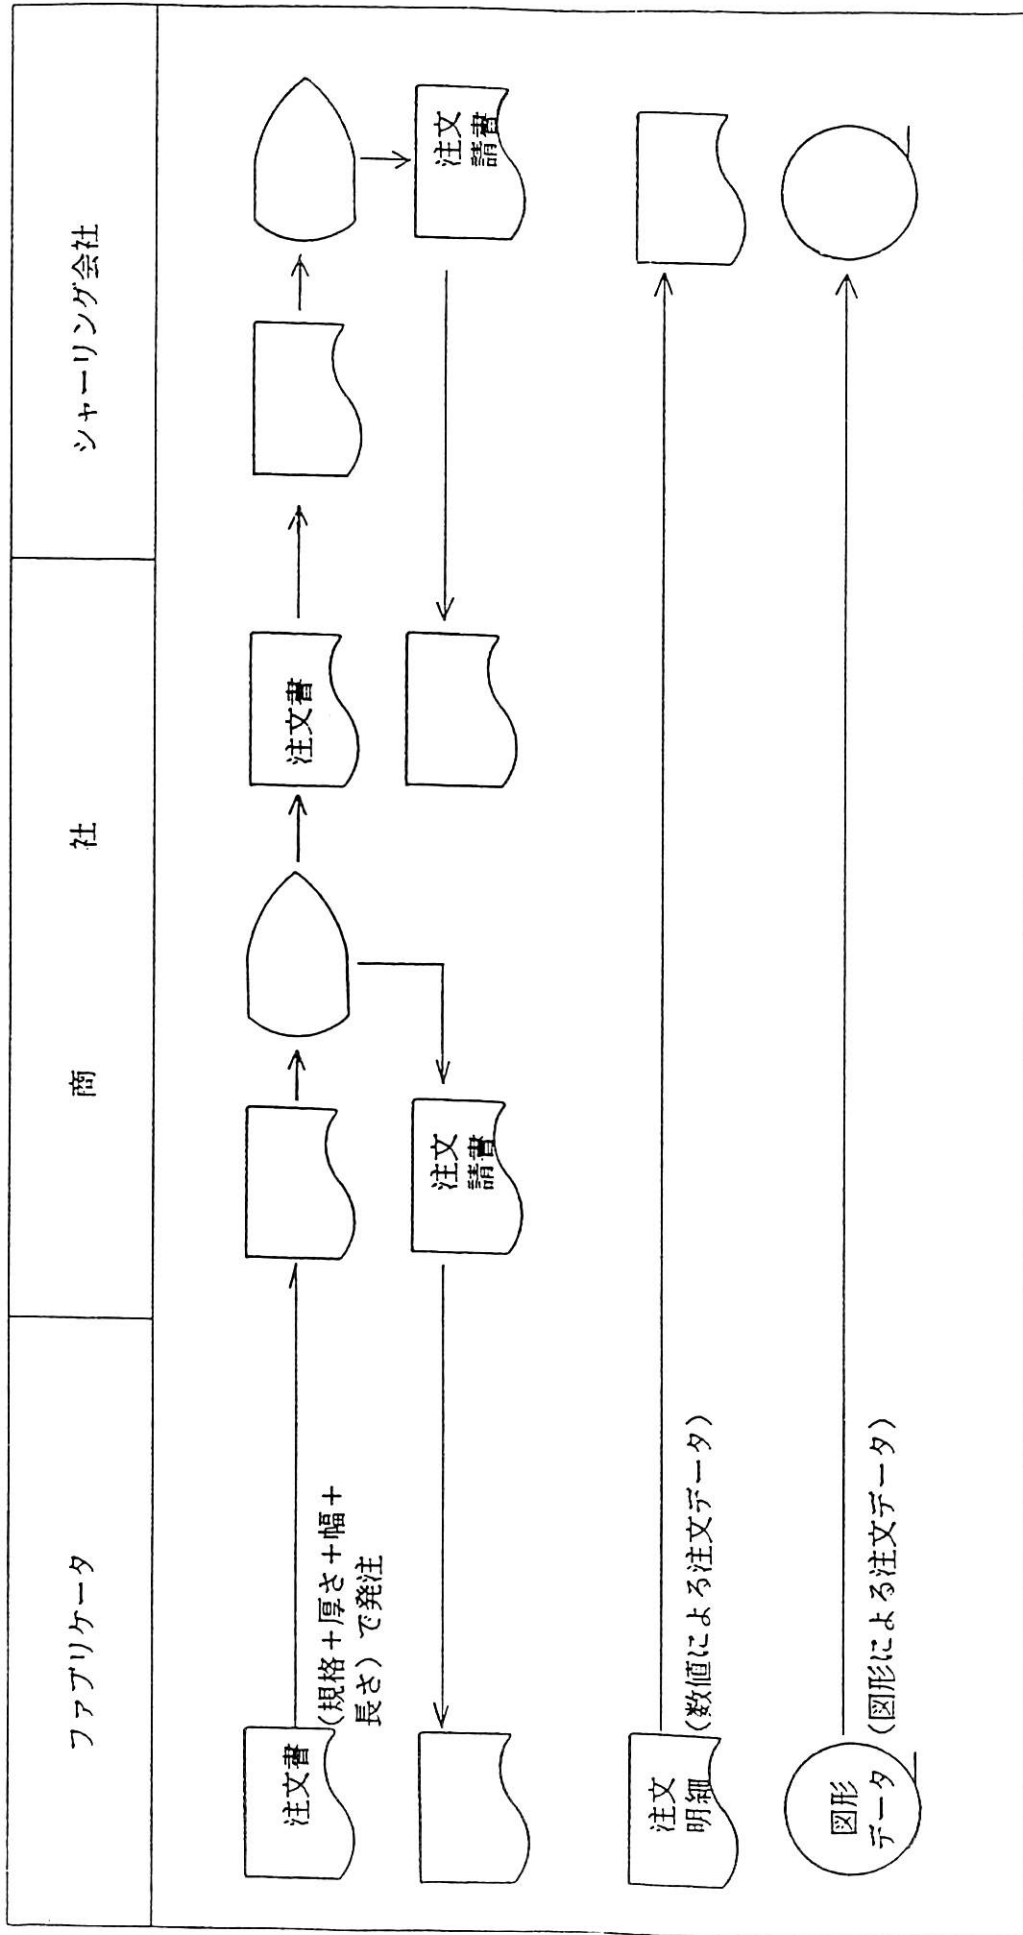 ファブリケータ
商社
シャーリング会社
注文書
(規格+厚さ+幅+
長さ)で発注
注文書
注文
請書
注文
請書
注文
明細
(数値による注文データ)
図形
データ
(図形による注文データ)